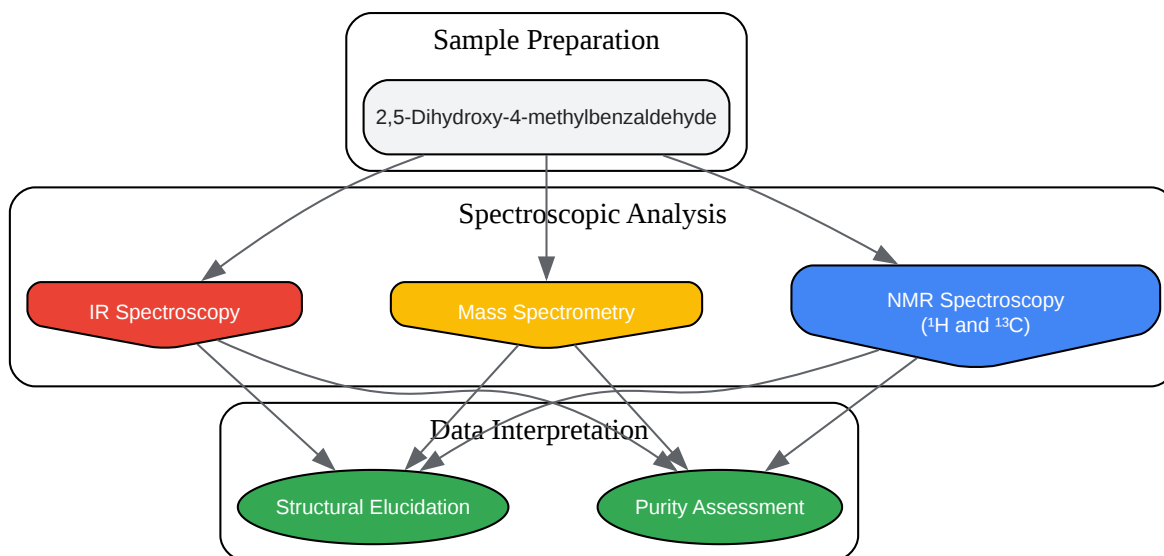 Sample Preparation
2,5-Dihydroxy-4-methylbenzaldehyde
Spectroscopic Analysis
IR Spectroscopy
Mass Spectrometry
NMR Spectroscopy
(¹H and ¹³C)
Data Interpretation
Structural Elucidation
Purity Assessment